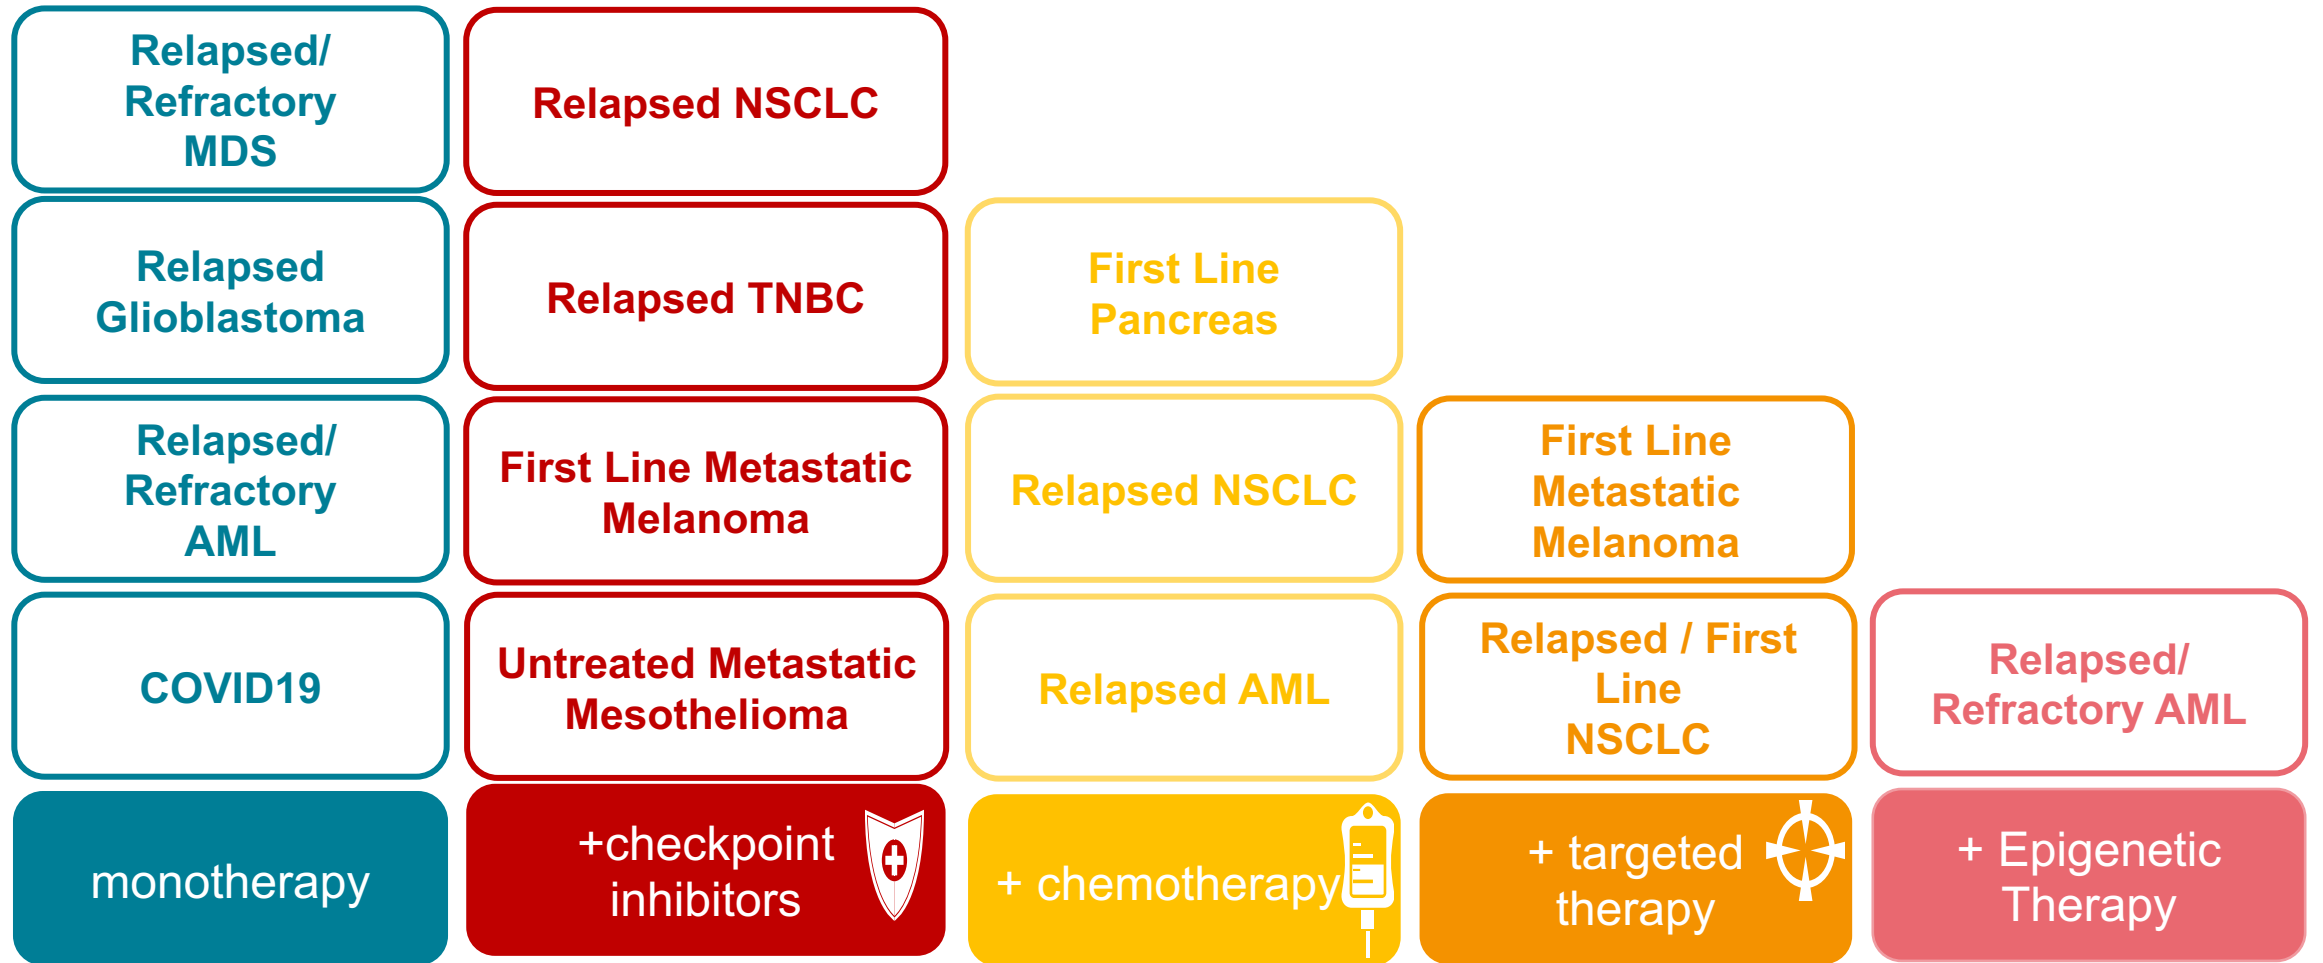 Relapsed/
Refractory
MDS
Relapsed NSCLC
Relapsed
Glioblastoma
Relapsed TNBC
First Line
Pancreas
Relapsed/
Refractory
AML
First Line Metastatic
Melanoma
Relapsed NSCLC
First Line
Metastatic
Melanoma
COVID19
Untreated Metastatic
Mesothelioma
Relapsed AML
Relapsed / First
Line
NSCLC
Relapsed/
Refractory AML
monotherapy
+checkpoint
inhibitors
+ chemotherapy
+ targeted
therapy
+ Epigenetic
Therapy